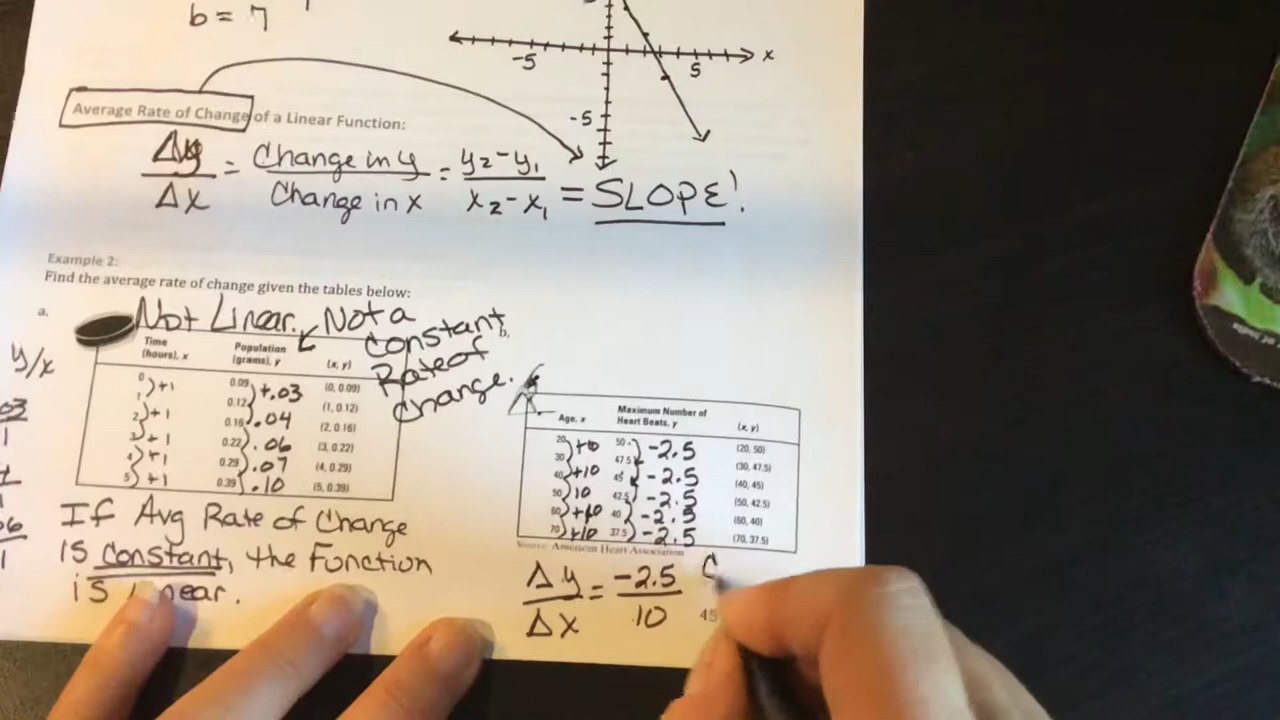 b = 7
x
-5
5
-5
Average Rate of Change of a Linear Function:
Δy = Change in y = y2-y1
Δx Change in x x2-x1 = SLOPE!
Example 2:
Find the average rate of change given the tables below:
a.
Not Linear. Not a
Constant
Rate of
Change.
b.
y/x
Time (hours), x
Population (grams), y
(x, y)
0 0.09 (0, 0.09)
+1 +.03
1 0.12 (1, 0.12)
+1 .04
2 0.16 (2, 0.16)
+1 .06
3 0.22 (3, 0.22)
+1 .07
4 0.29 (4, 0.29)
+1 .10
5 0.39 (5, 0.39)
If Avg Rate of Change
is constant, the Function
is
Age, x
Maximum Number of Heart Beats, y
(x, y)
20 50 (20, 50)
+10 -2.5
30 47.5 (30, 47.5)
+10 -2.5
40 45 (40, 45)
10 -2.5
50 42.5 (50, 42.5)
+10 -2.5
60 40 (60, 40)
+10 -2.5
70 37.5 (70, 37.5)
Source: American Heart Association
Δy = -2.5
Δx 10
45